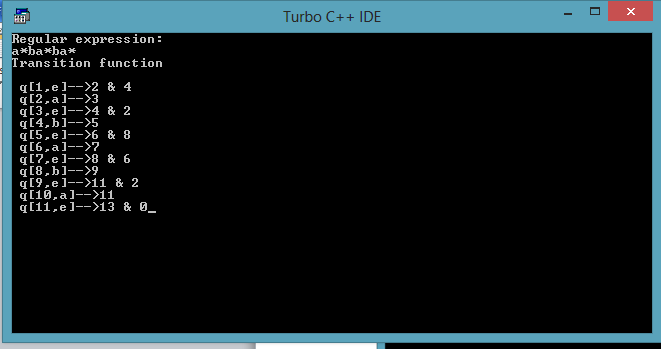 Turbo C++ IDE
Regular expression:
a*ba*ba*
Transition function
q[1,e]-->2 & 4
q[2,a]-->3
q[3,e]-->4 & 2
q[4,b]-->5
q[5,e]-->6 & 8
q[6,a]-->7
q[7,e]-->8 & 6
q[8,b]-->9
q[9,e]-->11 & 2
q[10,a]-->11
q[11,e]-->13 & 0_